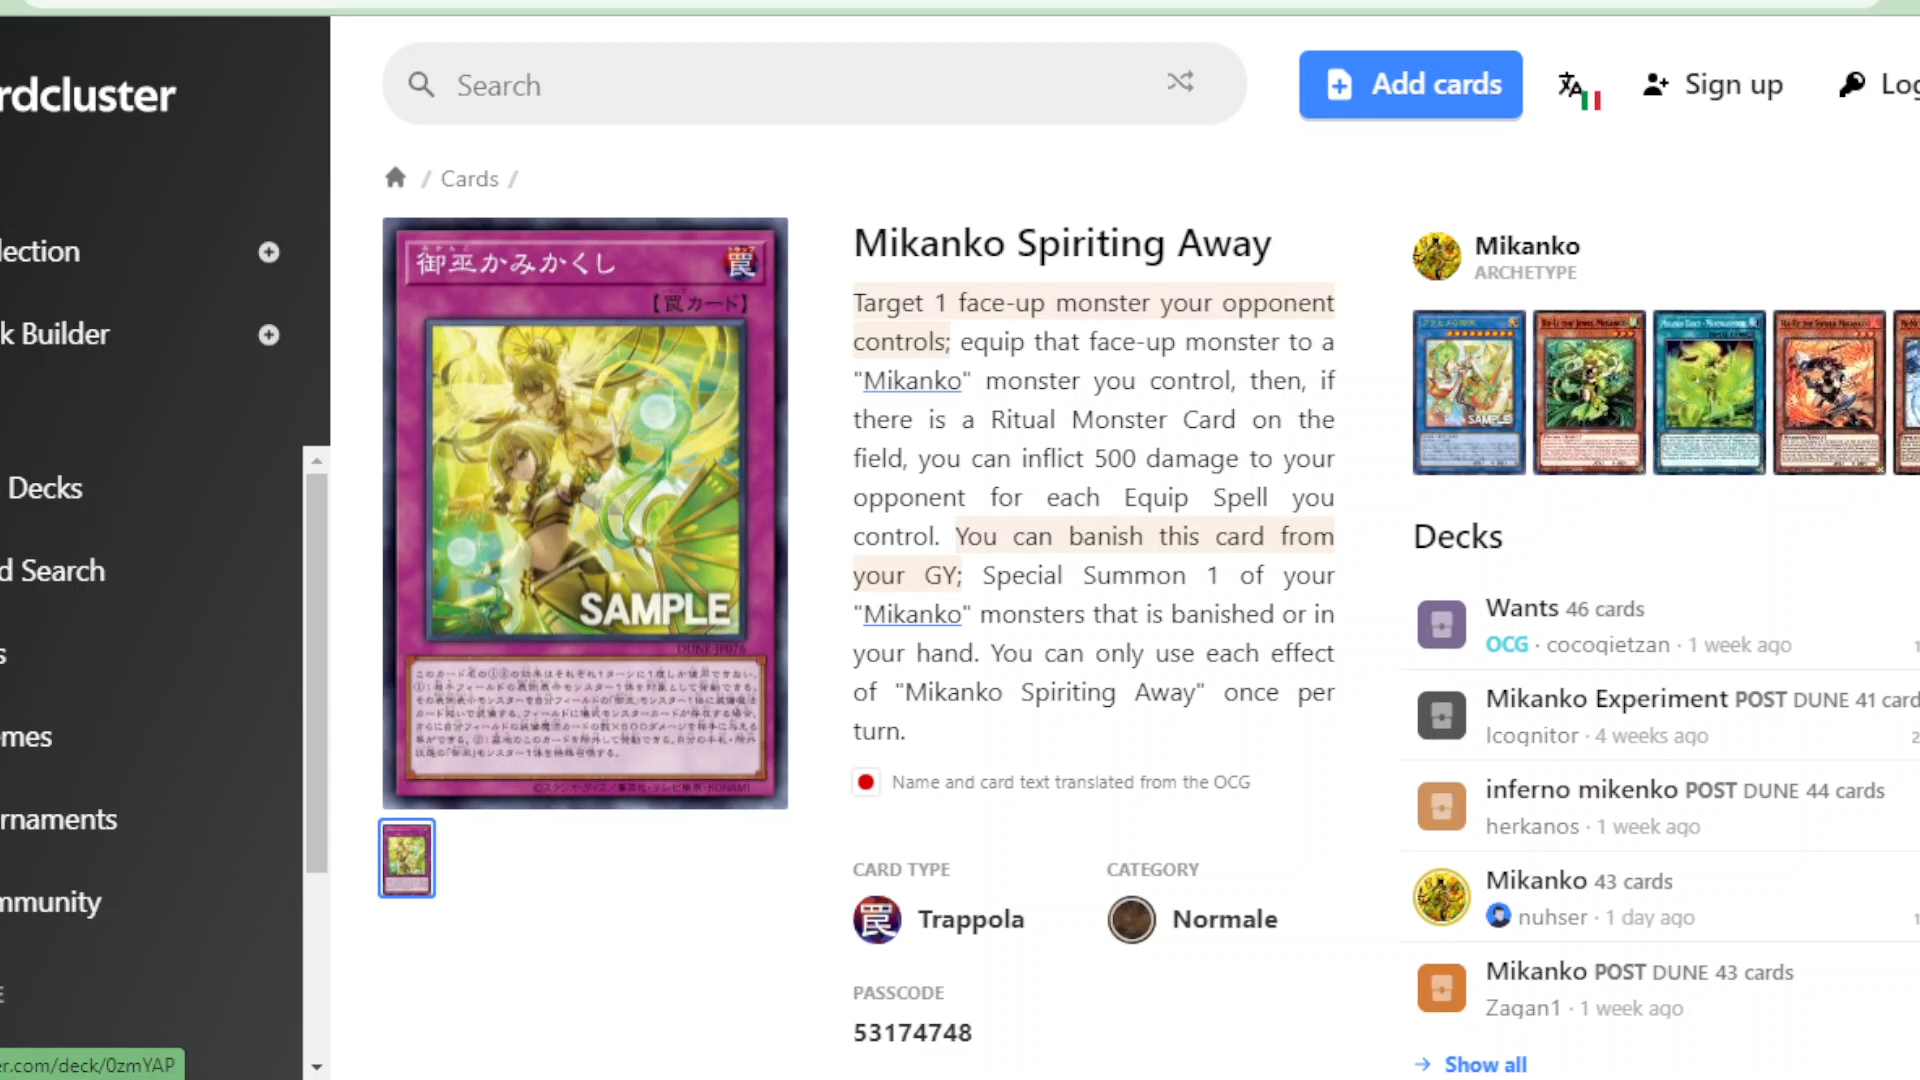 rdcluster
Search
Add cards
Sign up
Log
Cards /
lection
k Builder
Decks
d Search
s
emes
rnaments
mmunity
E
er.com/deck/0zmYAP
御巫かみかくし
罠
【罠カード】
SAMPLE
DUNE-JP076
Mikanko Spiriting Away
Target 1 face-up monster your opponent
controls; equip that face-up monster to a
"Mikanko" monster you control, then, if
there is a Ritual Monster Card on the
field, you can inflict 500 damage to your
opponent for each Equip Spell you
control. You can banish this card from
your GY; Special Summon 1 of your
"Mikanko" monsters that is banished or in
your hand. You can only use each effect
of "Mikanko Spiriting Away" once per
turn.
Name and card text translated from the OCG
CARD TYPE
CATEGORY
罠
Trappola
Normale
PASSCODE
53174748
Mikanko
ARCHETYPE
SAMPLE
Decks
Wants 46 cards
OCG · cocogietzan · 1 week ago
Mikanko Experiment POST DUNE 41 card
Icognitor · 4 weeks ago
inferno mikenko POST DUNE 44 cards
herkanos · 1 week ago
Mikanko 43 cards
nuhser · 1 day ago
Mikanko POST DUNE 43 cards
Zagan1 · 1 week ago
Show all